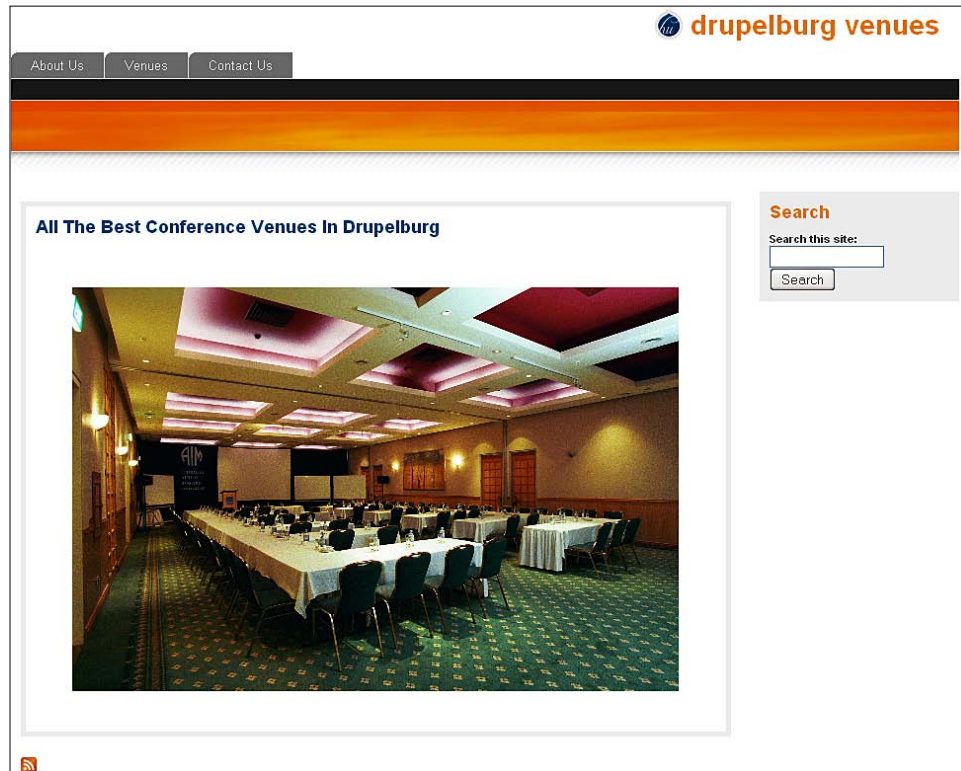 drupelburg venues
About Us
Venues
Contact Us
All The Best Conference Venues In Drupelburg
Search
Search this site:
Search
AIM